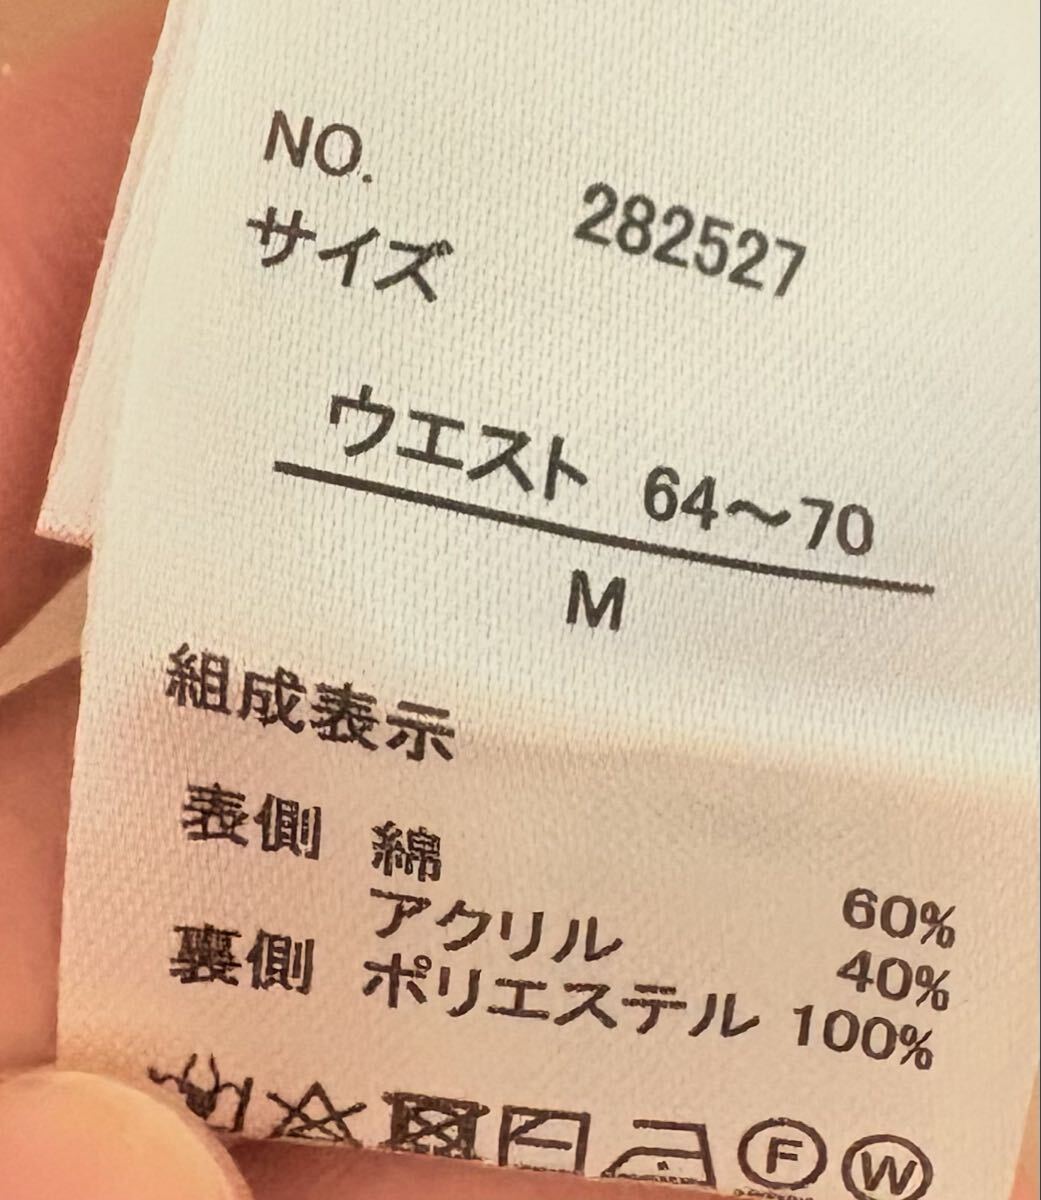 NO. 282527
サイズ
ウエスト 64～70
M
組成表示
表側 綿 60%
アクリル 40%
裏側 ポリエステル 100%
F W